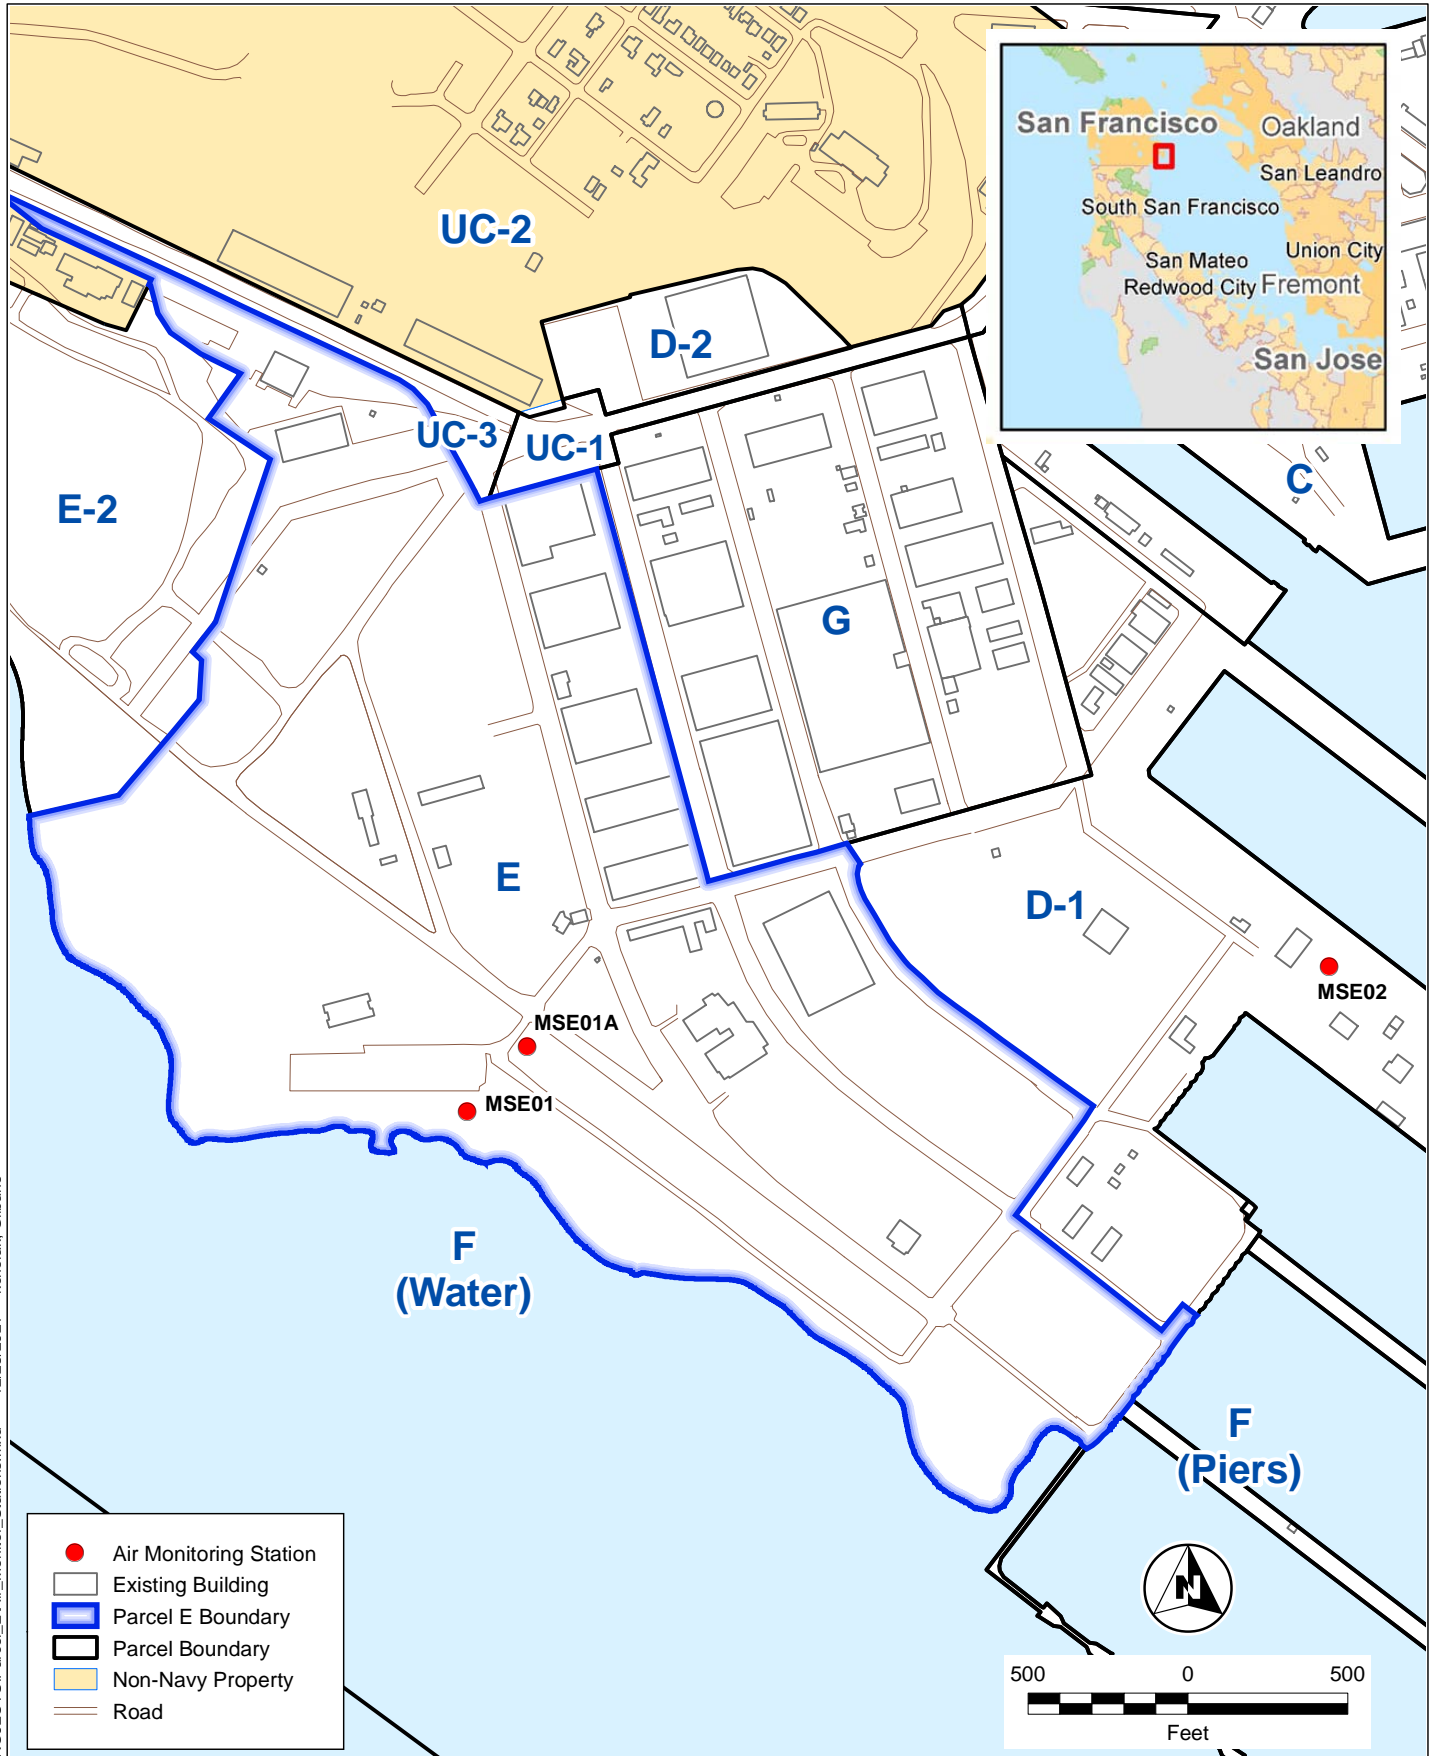 San Francisco
Oakland
San Leandro
South San Francisco
Union City
San Mateo
Redwood City
Fremont
San Jose
UC-2
D-2
UC-3
UC-1
C
E-2
G
E
D-1
MSE02
MSE01A
MSE01
F
(Water)
F
(Piers)
Air Monitoring Station
Existing Building
Parcel E Boundary
Parcel Boundary
Non-Navy Property
Road
N
500 0 500
Feet